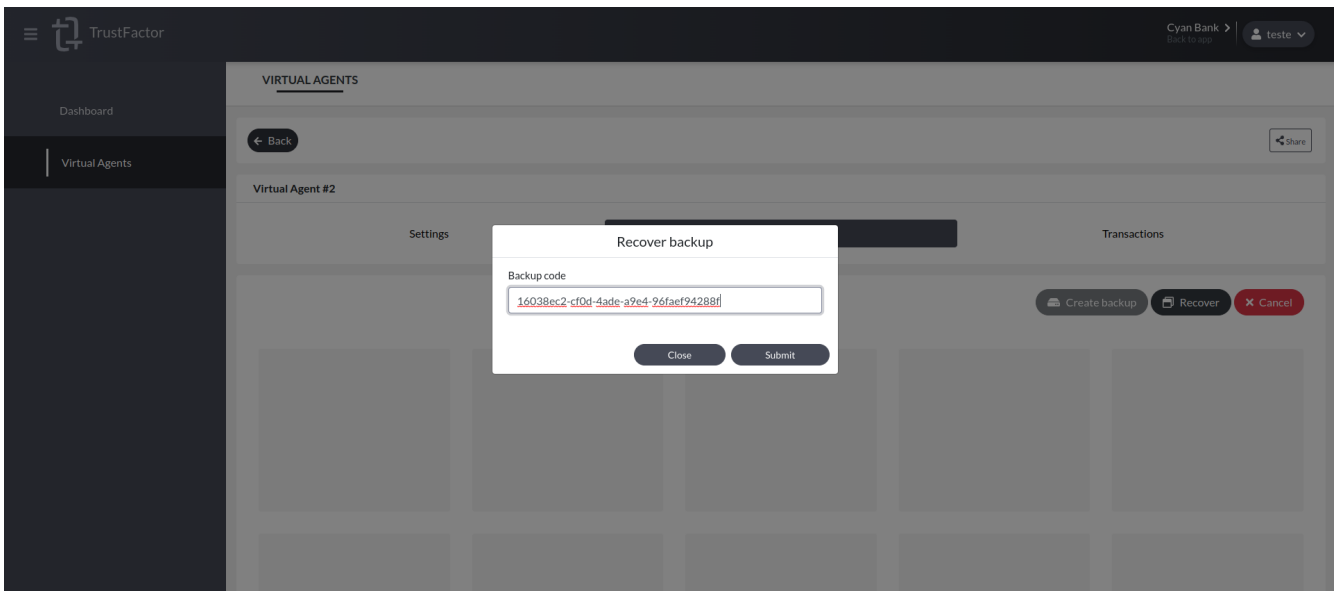 TrustFactor
Cyan Bank
Back to app
teste
Dashboard
Virtual Agents
VIRTUAL AGENTS
Back
Share
Virtual Agent #2
Settings
Transactions
Recover backup
Backup code
16038ec2-cf0d-4ade-a9e4-96faef94288f
Close
Submit
Create backup
Recover
Cancel